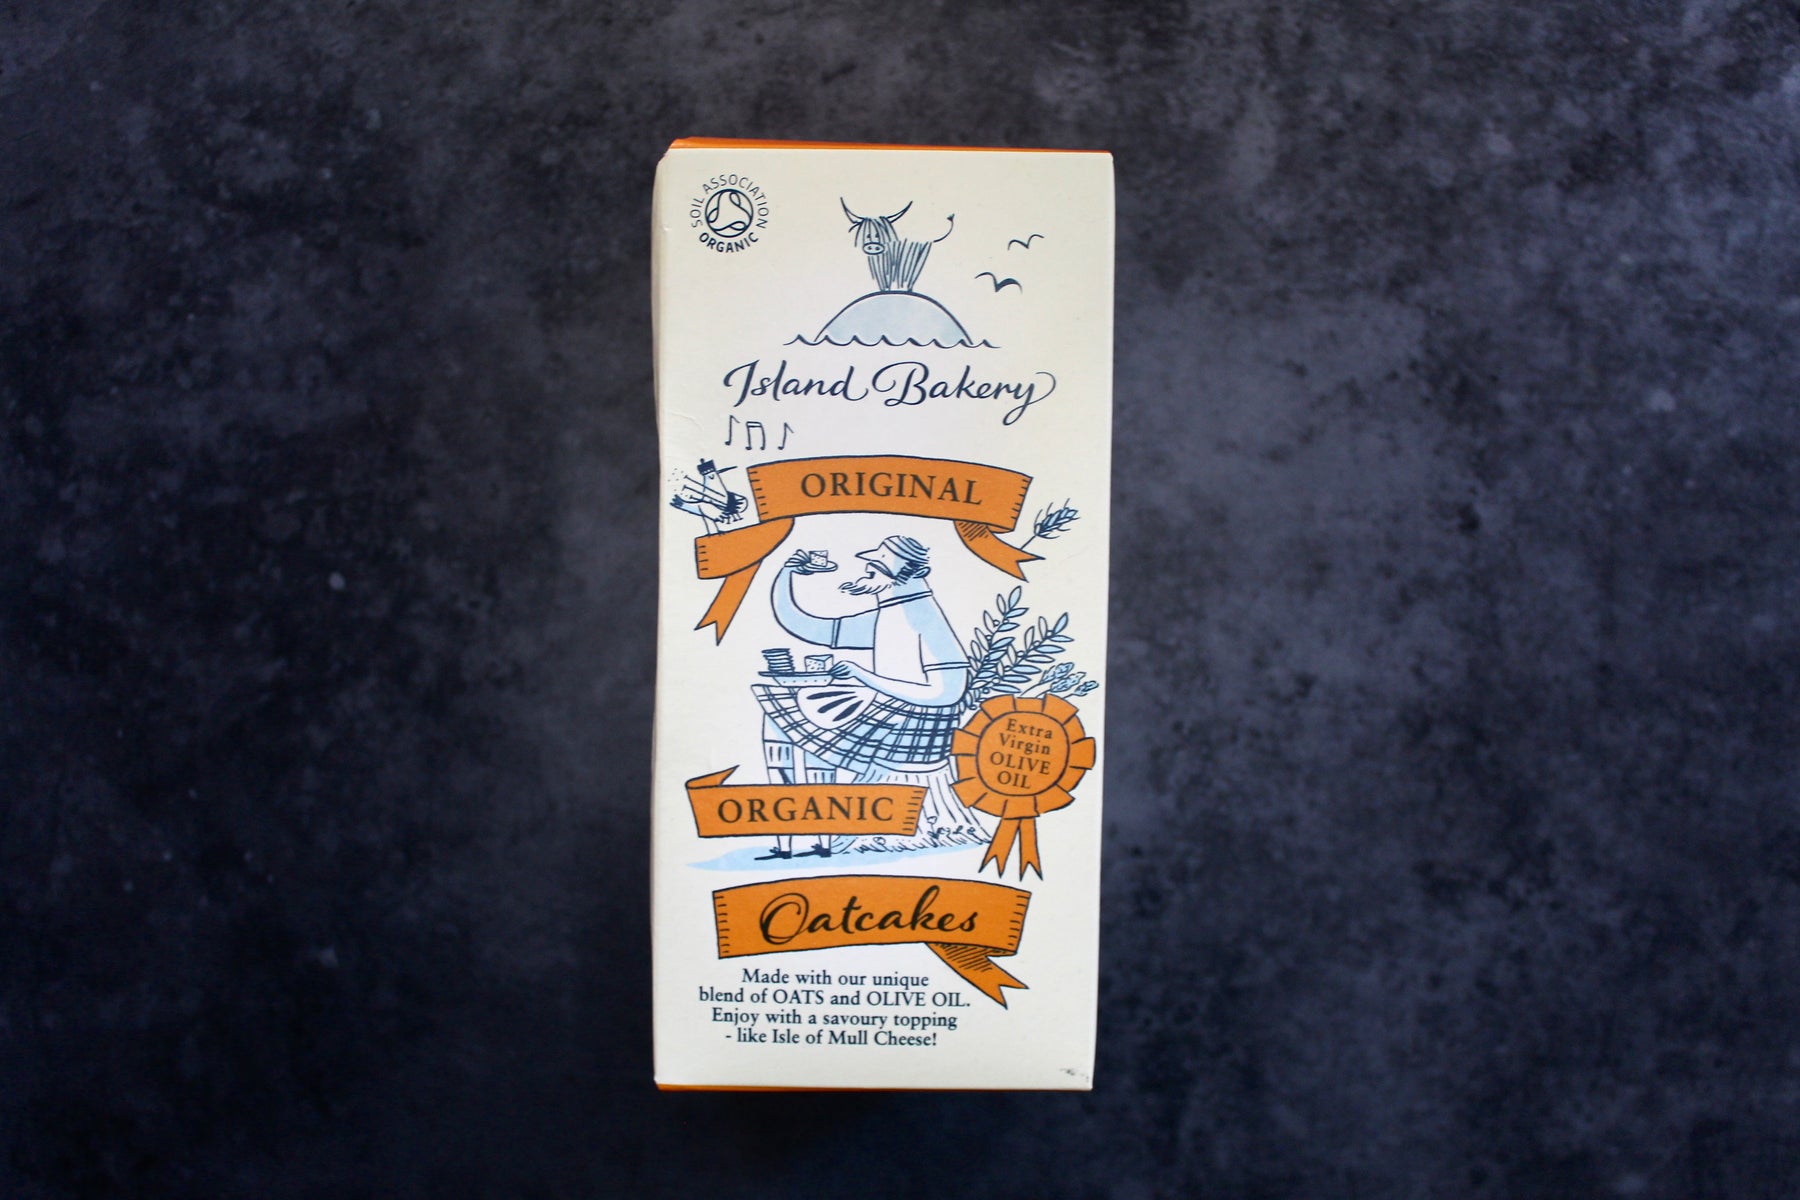 SOIL ASSOCIATION
ORGANIC
Island Bakery
ORIGINAL
Extra
Virgin
OLIVE
OIL
ORGANIC
Oatcakes
Made with our unique
blend of OATS and OLIVE OIL.
Enjoy with a savoury topping
- like Isle of Mull Cheese!